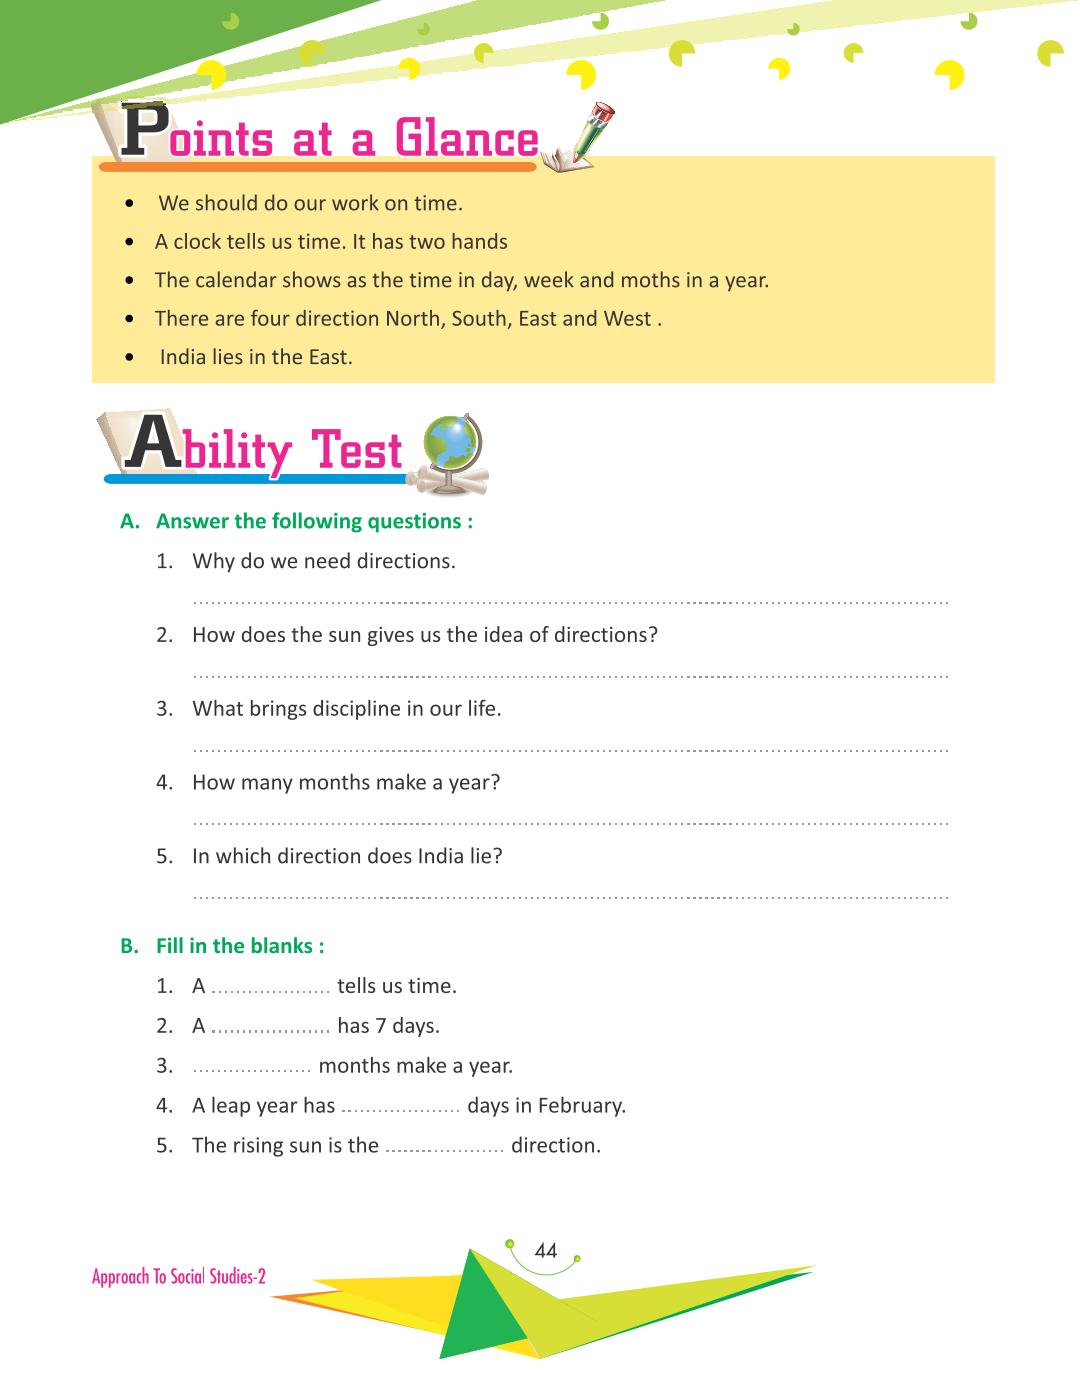 Points at a Glance
• We should do our work on time.
• A clock tells us time. It has two hands
• The calendar shows as the time in day, week and moths in a year.
• There are four direction North, South, East and West .
• India lies in the East.
Ability Test
A. Answer the following questions :
1. Why do we need directions.
................................................................................
2. How does the sun gives us the idea of directions?
................................................................................
3. What brings discipline in our life.
................................................................................
4. How many months make a year?
................................................................................
5. In which direction does India lie?
................................................................................
B. Fill in the blanks :
1. A .................... tells us time.
2. A .................... has 7 days.
3. .................... months make a year.
4. A leap year has .................... days in February.
5. The rising sun is the .................... direction.
44
Approach To Social Studies-2